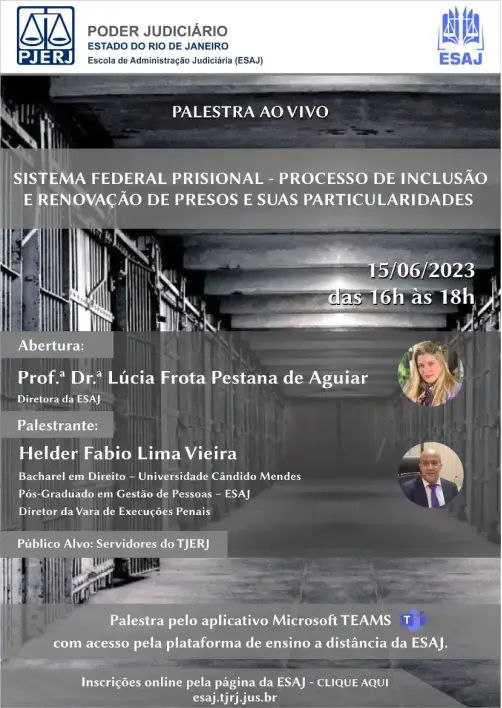 PJERJ
PODER JUDICIÁRIO
ESTADO DO RIO DE JANEIRO
Escola de Administração Judiciária (ESAJ)
ESAJ
PALESTRA AO VIVO
SISTEMA FEDERAL PRISIONAL - PROCESSO DE INCLUSÃO
E RENOVAÇÃO DE PRESOS E SUAS PARTICULARIDADES
15/06/2023
das 16h às 18h
Abertura:
Prof.ª Dr.ª Lúcia Frota Pestana de Aguiar
Diretora da ESAJ
Palestrante:
Helder Fabio Lima Vieira
Bacharel em Direito – Universidade Cândido Mendes
Pós-Graduado em Gestão de Pessoas – ESAJ
Diretor da Vara de Execuções Penais
Público Alvo: Servidores do TJERJ
Palestra pelo aplicativo Microsoft TEAMS
com acesso pela plataforma de ensino a distância da ESAJ.
Inscrições online pela página da ESAJ - CLIQUE AQUI
esaj.tjrj.jus.br